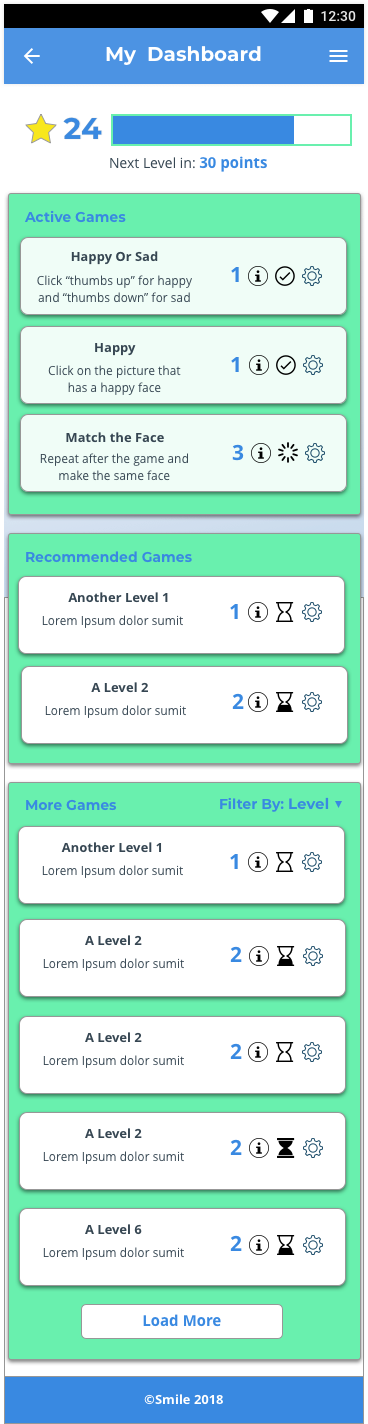 12:30
My Dashboard
24
Next Level in: 30 points
Active Games
Happy Or Sad
Click “thumbs up” for happy
and “thumbs down” for sad
1
Happy
Click on the picture that
has a happy face
1
Match the Face
Repeat after the game and
make the same face
3
Recommended Games
Another Level 1
Lorem Ipsum dolor sumit
1
A Level 2
Lorem Ipsum dolor sumit
2
More Games
Filter By: Level ▼
Another Level 1
Lorem Ipsum dolor sumit
1
A Level 2
Lorem Ipsum dolor sumit
2
A Level 2
Lorem Ipsum dolor sumit
2
A Level 2
Lorem Ipsum dolor sumit
2
A Level 6
Lorem Ipsum dolor sumit
2
Load More
©Smile 2018